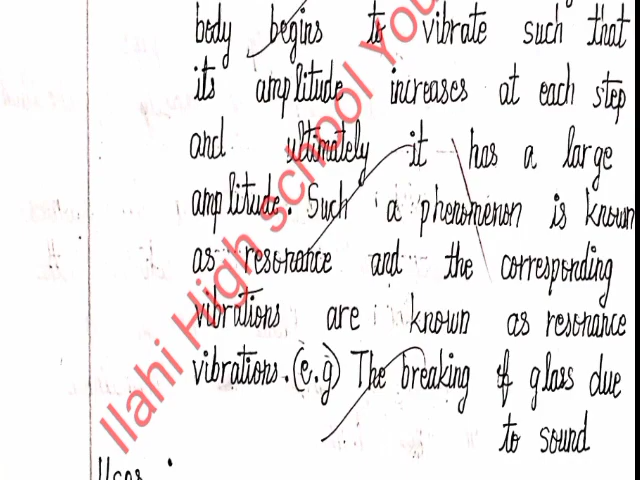 body begins to vibrate such that
its amplitude increases at each step
and ultimately it has a large
amplitude. Such a phenomenon is known
as resonance and the corresponding
vibrations are known as resonance
vibrations. (e.g) The breaking of glass due
to sound
Ilahi High school You